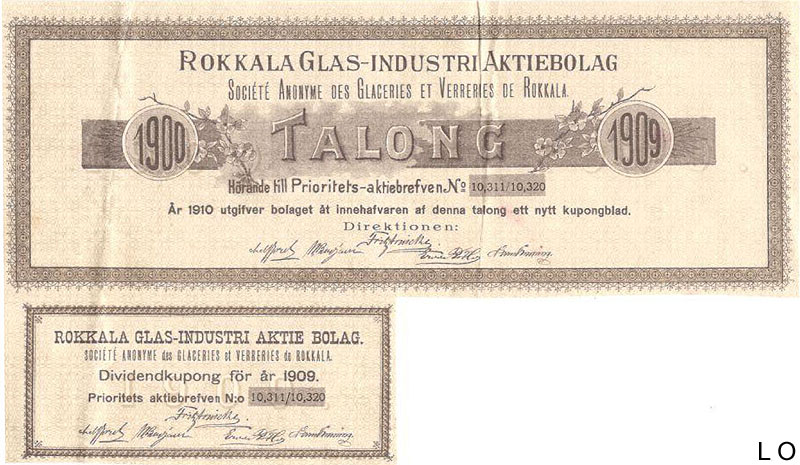 ROKKALA GLAS-INDUSTRI AKTIEBOLAG
SOCIÉTÉ ANONYME DES GLACERIES ET VERRERIES DE ROKKALA.
1900 TALONG 1909
Hörande till Prioritets-aktiebrefven No 10,311/10,320
År 1910 utgifver bolaget åt innehafvaren af denna talong ett nytt kupongblad.
Direktionen:
ROKKALA GLAS-INDUSTRI AKTIE BOLAG.
SOCIÉTÉ ANONYME des GLACERIES et VERRERIES de ROKKALA.
Dividendkupong för år 1909.
Prioritets aktiebrefven N:o 10,311/10,320
L O